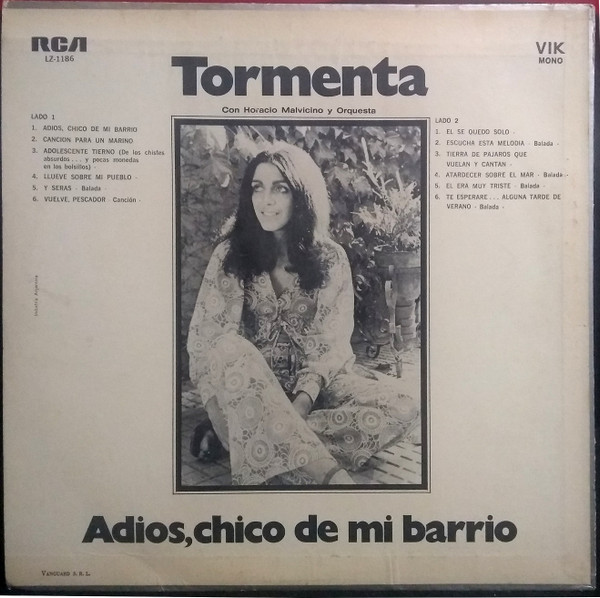 RCA
LZ-1186
VIK
MONO
Tormenta
Con Horacio Malvicino y Orquesta
LADO 1
1. ADIOS, CHICO DE MI BARRIO
2. CANCION PARA UN MARINO
3. ADOLESCENTE TIERNO (De los chistes
absurdos . . . y pocas monedas
en los bolsillos) -
4. LLUEVE SOBRE MI PUEBLO -
5. Y SERAS - Balada
6. VUELVE, PESCADOR - Canción -
LADO 2
1. EL SE QUEDO SOLO -
2. ESCUCHA ESTA MELODIA - Balada -
3. TIERRA DE PAJAROS QUE
VUELAN Y CANTAN -
4. ATARDECER SOBRE EL MAR - Balada -
5. EL ERA MUY TRISTE - Balada -
6. TE ESPERARE . . . ALGUNA TARDE DE
VERANO - Balada -
Industria Argentina
Adios,chico de mi barrio
VANGUARD S. R. L.